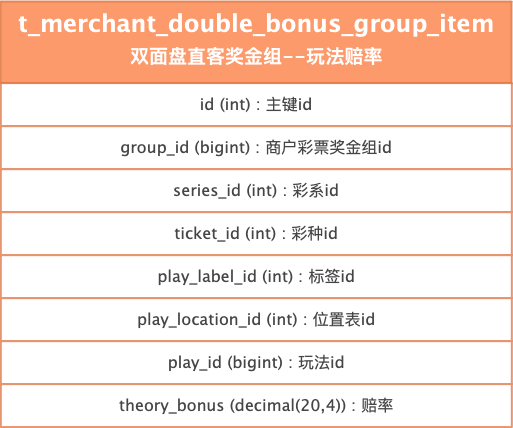 t_merchant_double_bonus_group_item
双面盘直客奖金组--玩法赔率
id (int) : 主键id
group_id (bigint) : 商户彩票奖金组id
series_id (int) : 彩系id
ticket_id (int) : 彩种id
play_label_id (int) : 标签id
play_location_id (int) : 位置表id
play_id (bigint) : 玩法id
theory_bonus (decimal(20,4)) : 赔率